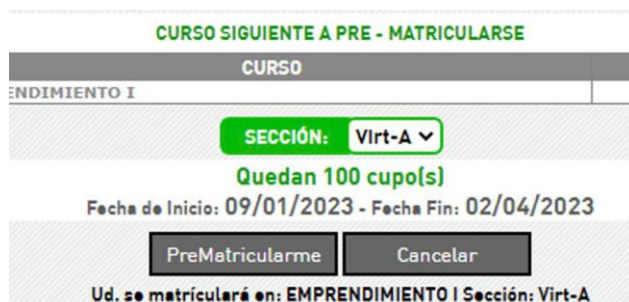 CURSO SIGUIENTE A PRE - MATRICULARSE
CURSO
ENDIMIENTO I
SECCIÓN: Virt-A
Quedan 100 cupo(s)
Fecha de Inicio: 09/01/2023 - Fecha Fin: 02/04/2023
PreMatricularme Cancelar
Ud. se matrículará en: EMPRENDIMIENTO I Sección: Virt-A